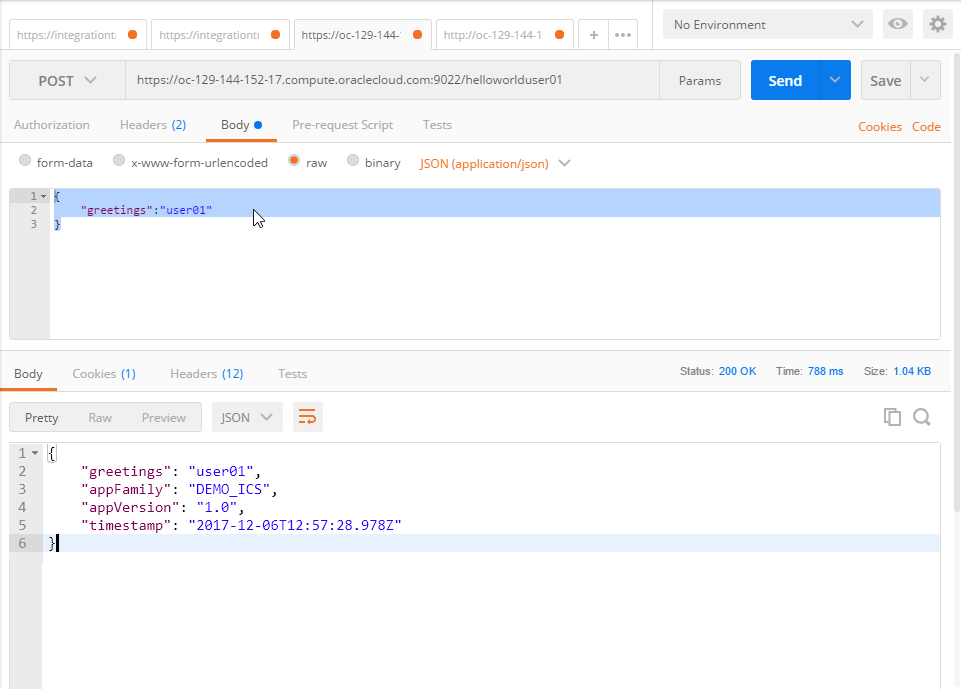 https://integrationt
https://integrationt
https://oc-129-144-
http://oc-129-144-1
+
•••
No Environment
POST
https://oc-129-144-152-17.compute.oraclecloud.com:9022/helloworlduser01
Params
Send
Save
Authorization
Headers (2)
Body
Pre-request Script
Tests
Cookies
Code
form-data
x-www-form-urlencoded
raw
binary
JSON (application/json)
1 {
2 "greetings":"user01"
3 }
Body
Cookies (1)
Headers (12)
Tests
Status: 200 OK
Time: 788 ms
Size: 1.04 KB
Pretty
Raw
Preview
JSON
1 {
2 "greetings": "user01",
3 "appFamily": "DEMO_ICS",
4 "appVersion": "1.0",
5 "timestamp": "2017-12-06T12:57:28.978Z"
6 }